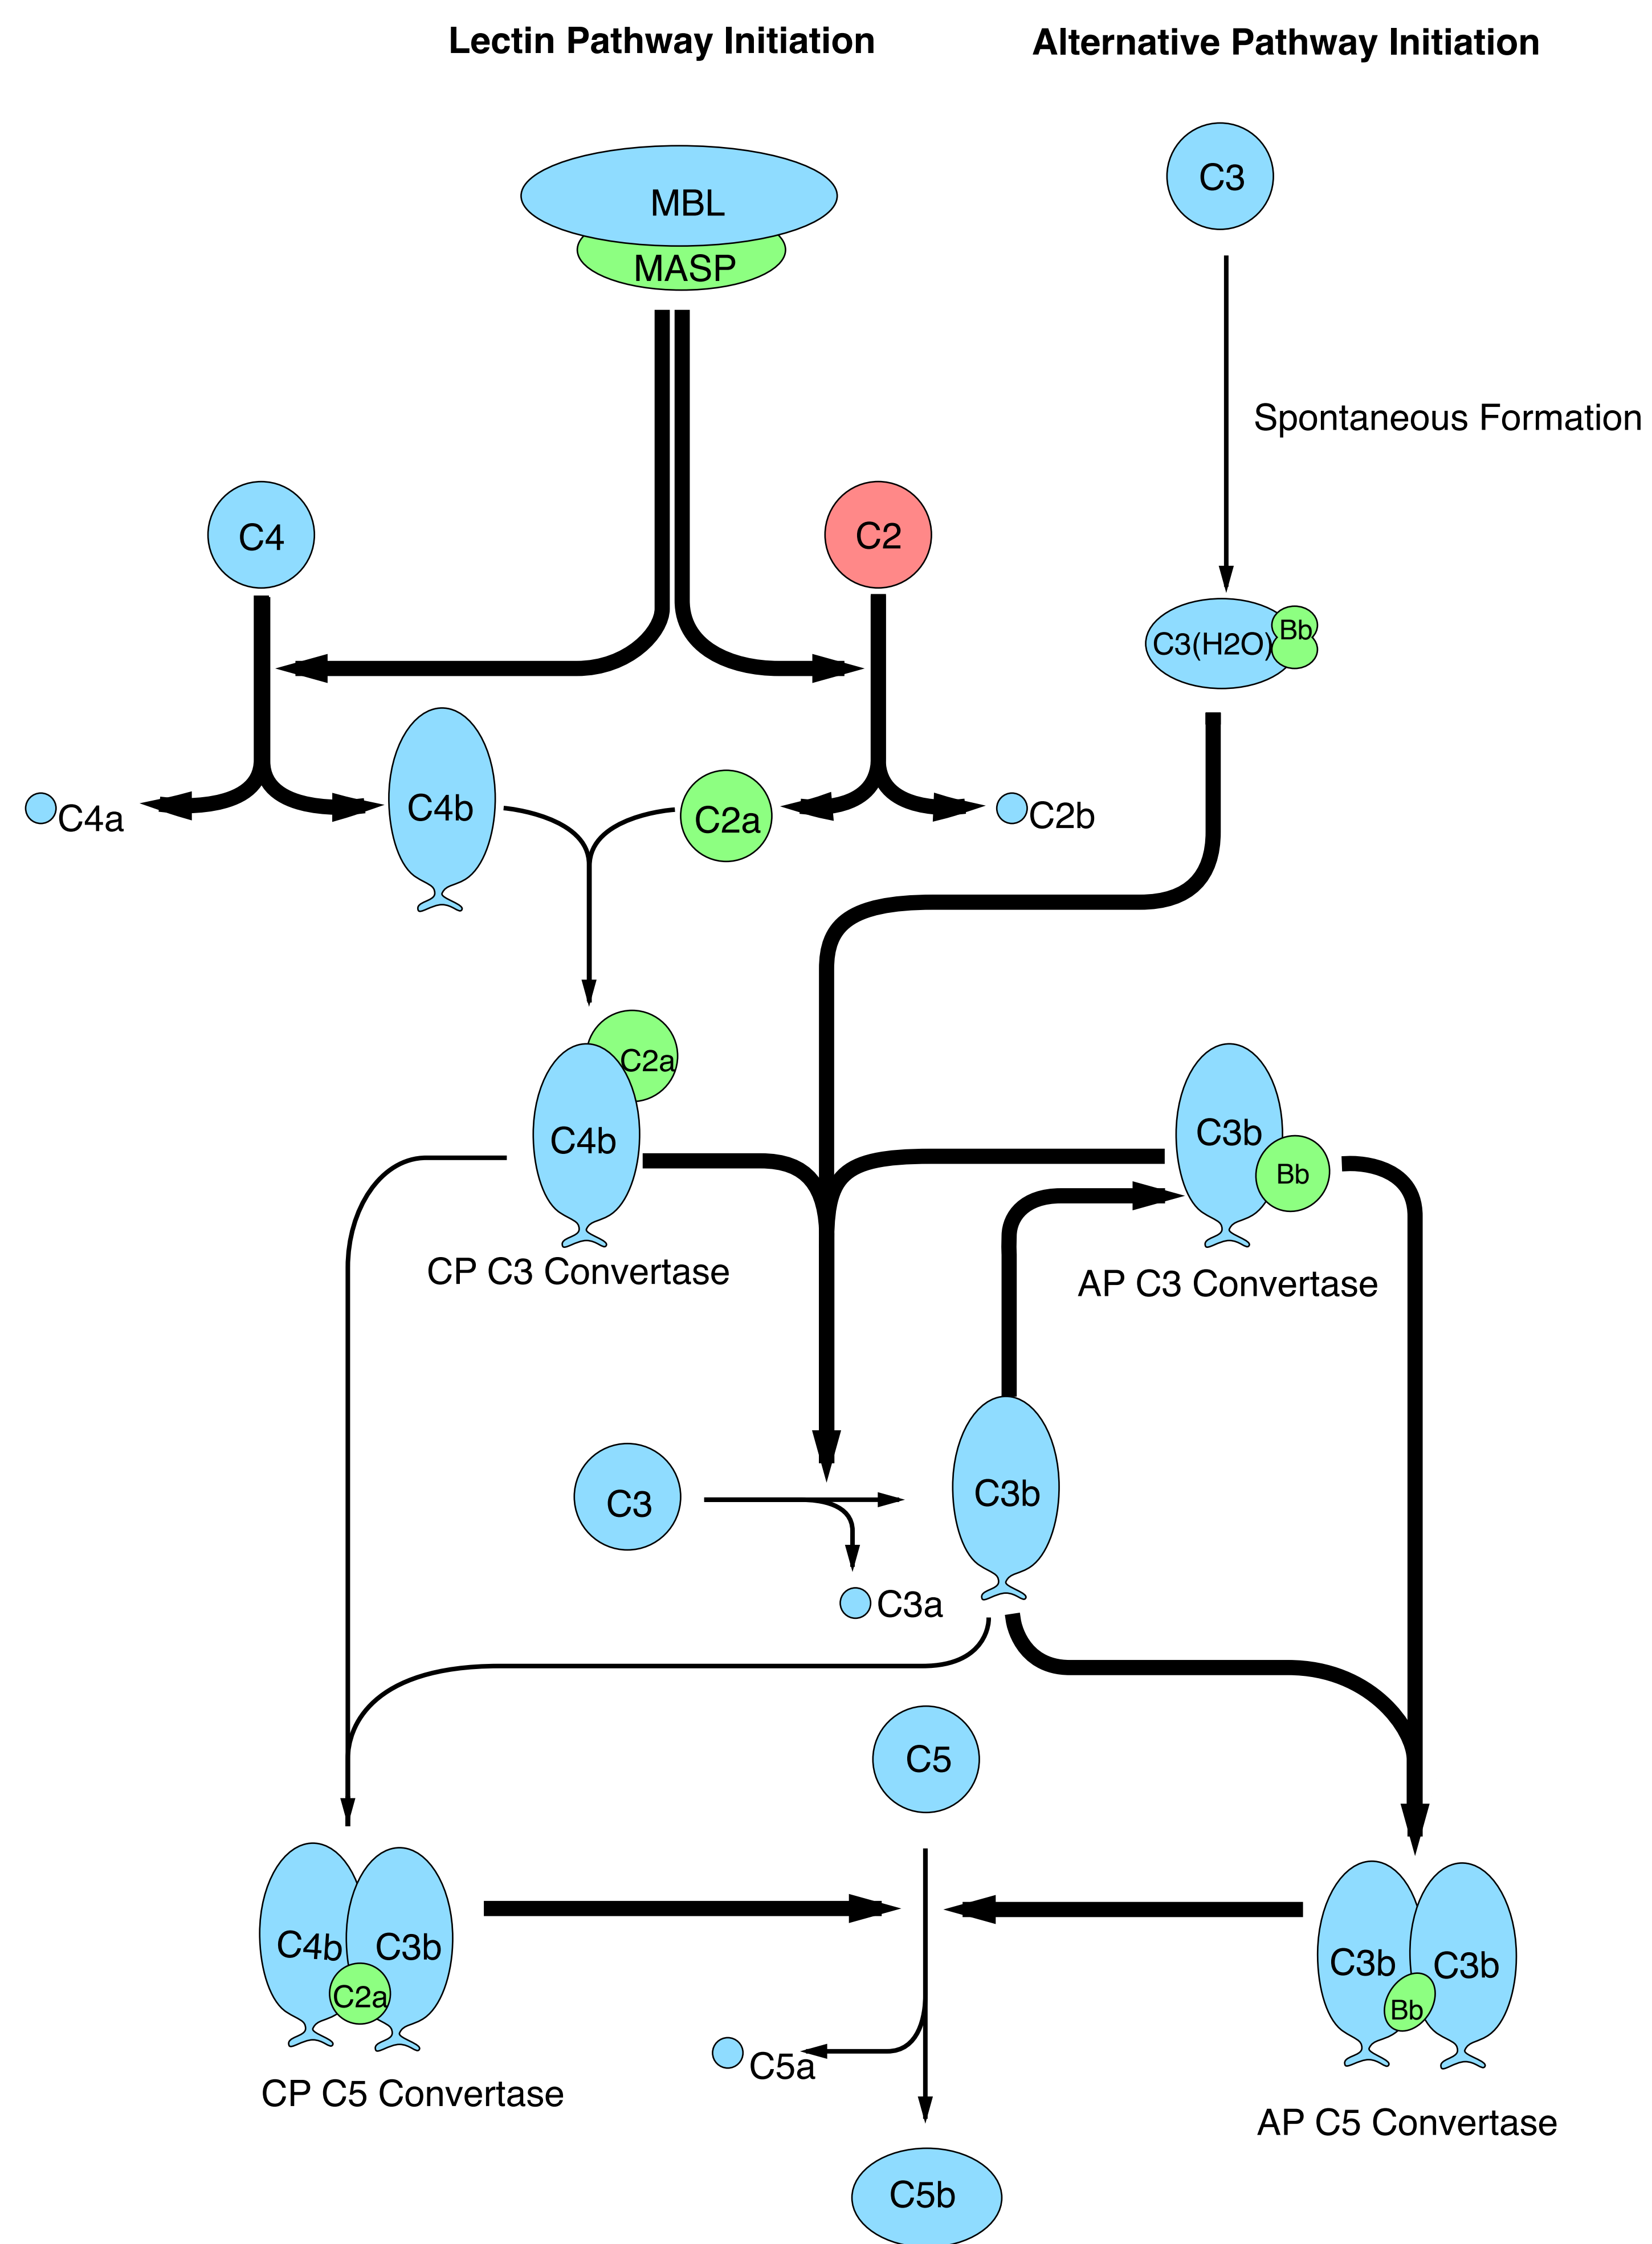 Lectin Pathway Initiation
Alternative Pathway Initiation
MBL
MASP
C3
Spontaneous Formation
C4
C2
C3(H2O)
Bb
C4a
C4b
C2a
C2b
C2a
C4b
CP C3 Convertase
C3b
Bb
AP C3 Convertase
C3
C3b
C3a
C5
C4b
C3b
C2a
CP C5 Convertase
C3b
C3b
Bb
AP C5 Convertase
C5a
C5b